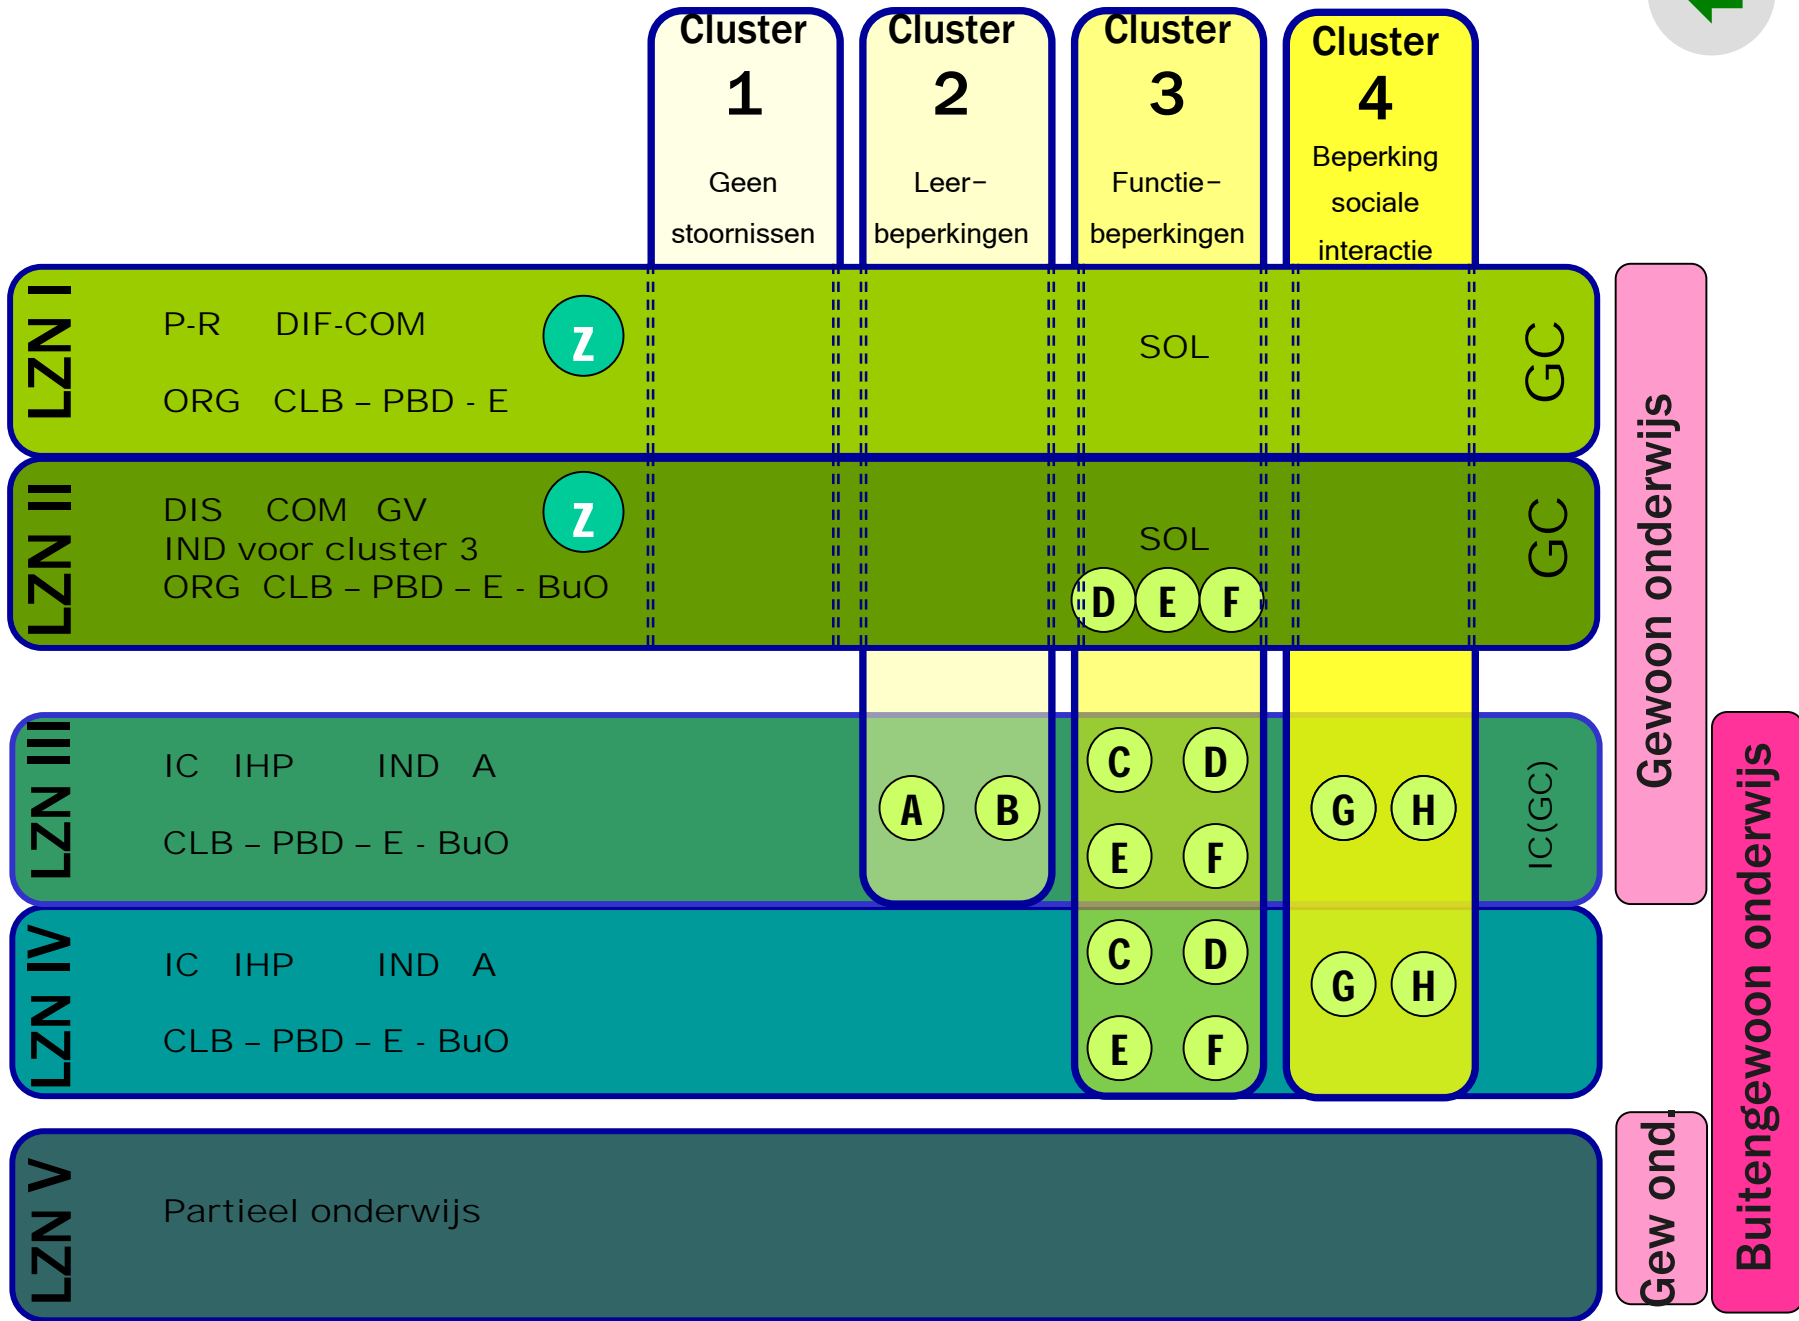 Cluster
1
Geen
stoornissen
Cluster
2
Leer–
beperkingen
Cluster
3
Functie–
beperkingen
Cluster
4
Beperking
sociale
interactie
LZN I
P-R DIF-COM
Z
ORG CLB – PBD - E
SOL
GC
LZN II
DIS COM GV
Z
IND voor cluster 3
ORG CLB – PBD – E - BuO
SOL
D E F
GC
LZN III
IC IHP IND A
CLB – PBD – E - BuO
A B
C D
E F
G H
IC(GC)
LZN IV
IC IHP IND A
CLB – PBD – E - BuO
C D
E F
G H
LZN V
Partieel onderwijs
Gewoon onderwijs
Gew ond.
Buitengewoon onderwijs